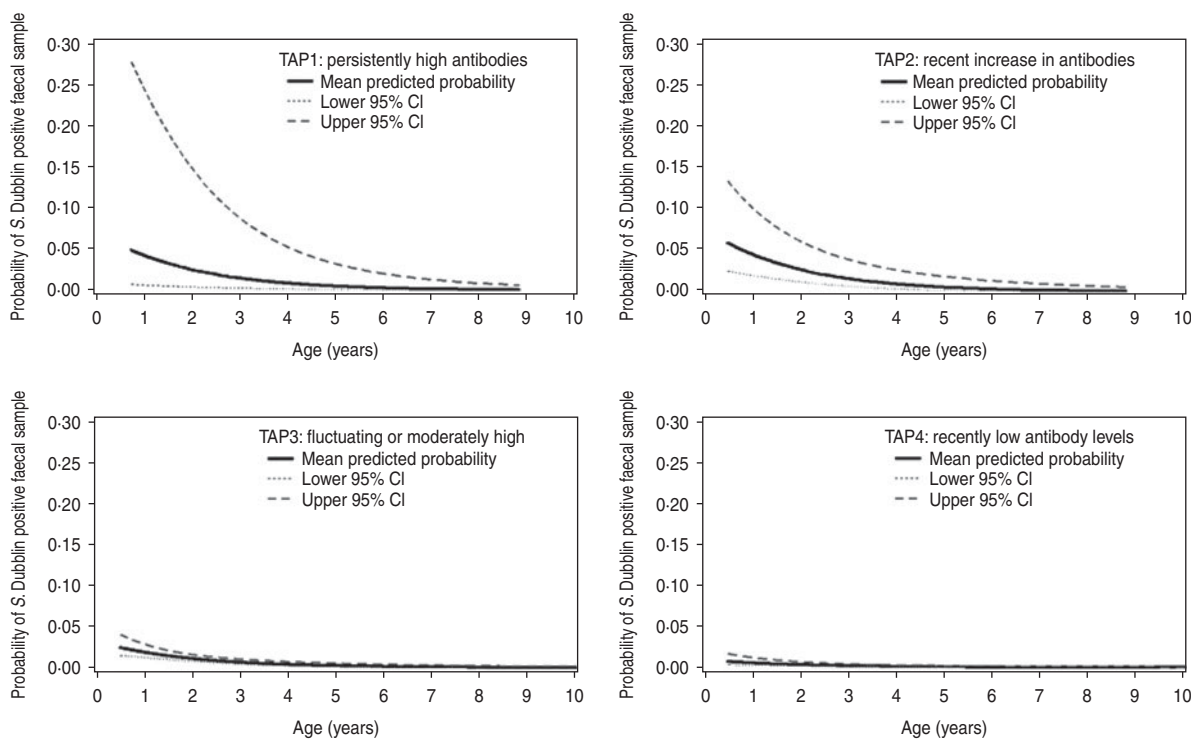 Probability of S. Dubblin positive faecal sample
0·30
0·25
0·20
0·15
0·10
0·05
0·00
TAP1: persistently high antibodies
Mean predicted probability
Lower 95% CI
Upper 95% CI
0 1 2 3 4 5 6 7 8 9 10
Age (years)
Probability of S. Dubblin positive faecal sample
0·30
0·25
0·20
0·15
0·10
0·05
0·00
TAP2: recent increase in antibodies
Mean predicted probability
Lower 95% CI
Upper 95% CI
0 1 2 3 4 5 6 7 8 9 10
Age (years)
Probability of S. Dubblin positive faecal sample
0·30
0·25
0·20
0·15
0·10
0·05
0·00
TAP3: fluctuating or moderately high
Mean predicted probability
Lower 95% CI
Upper 95% CI
0 1 2 3 4 5 6 7 8 9 10
Age (years)
Probability of S. Dubblin positive faecal sample
0·30
0·25
0·20
0·15
0·10
0·05
0·00
TAP4: recently low antibody levels
Mean predicted probability
Lower 95% CI
Upper 95% CI
0 1 2 3 4 5 6 7 8 9 10
Age (years)